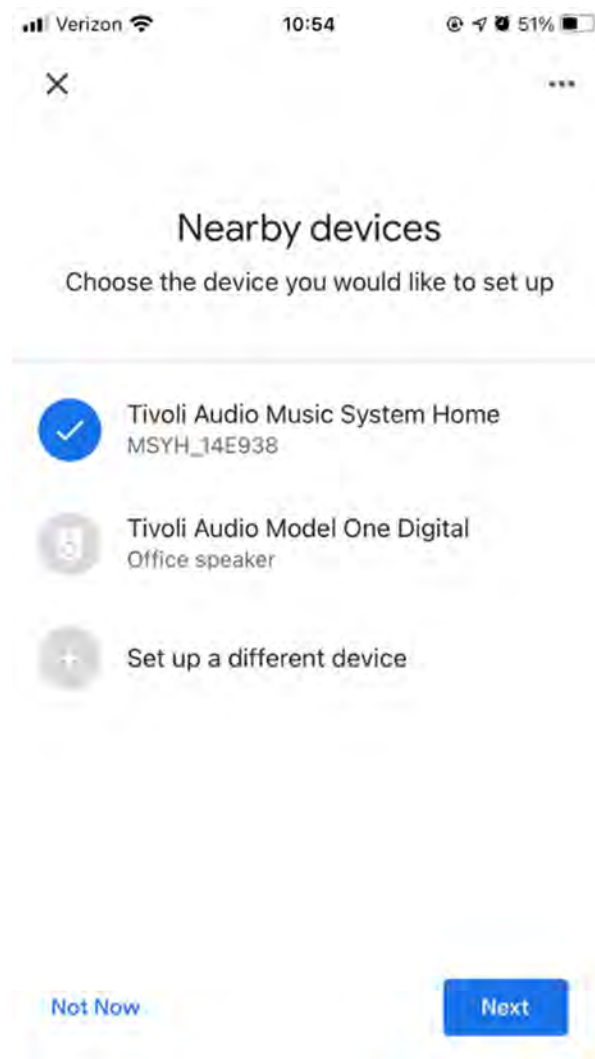 Verizon 10:54 51%
Nearby devices
Choose the device you would like to set up
Tivoli Audio Music System Home
MSYH_14E938
Tivoli Audio Model One Digital
Office speaker
Set up a different device
Not Now Next